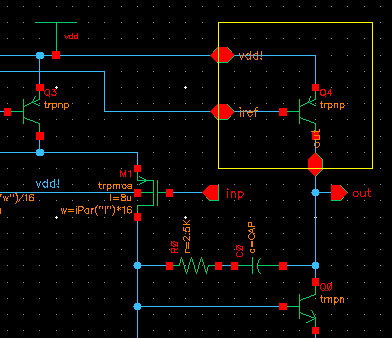 vdd
vdd!
Q3
trpnp
Q4
trpnp
Iref
out
M1
trpmos
l=8u
w=iPar("l")*16
vdd!
"w")/16
inp
out
R0
r=2.5K
C0
c=CAP
Q0